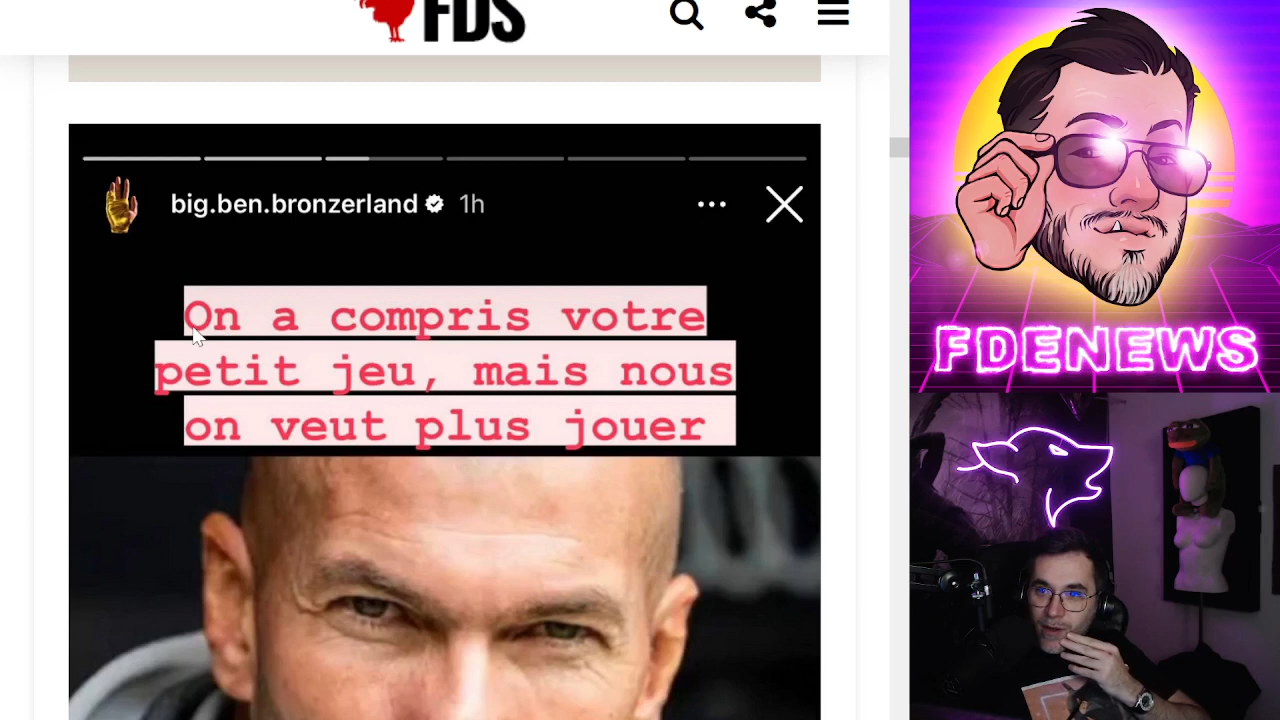 FDS
big.ben.bronzerland 1h
On a compris votre
petit jeu, mais nous
on veut plus jouer
FDENEWS